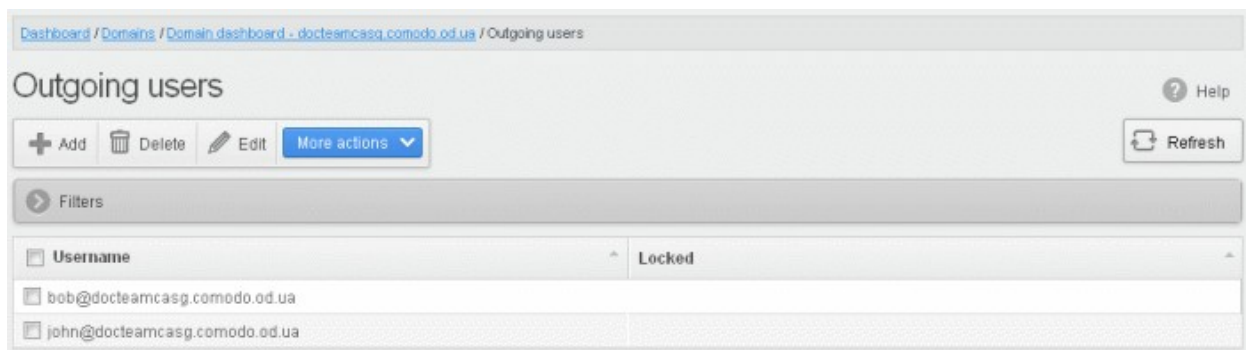 Dashboard / Domains / Domain dashboard - docteamcasg.comodo.od.ua / Outgoing users
Outgoing users
Help
Add Delete Edit More actions
Refresh
Filters
Username Locked
bob@docteamcasg.comodo.od.ua
john@docteamcasg.comodo.od.ua